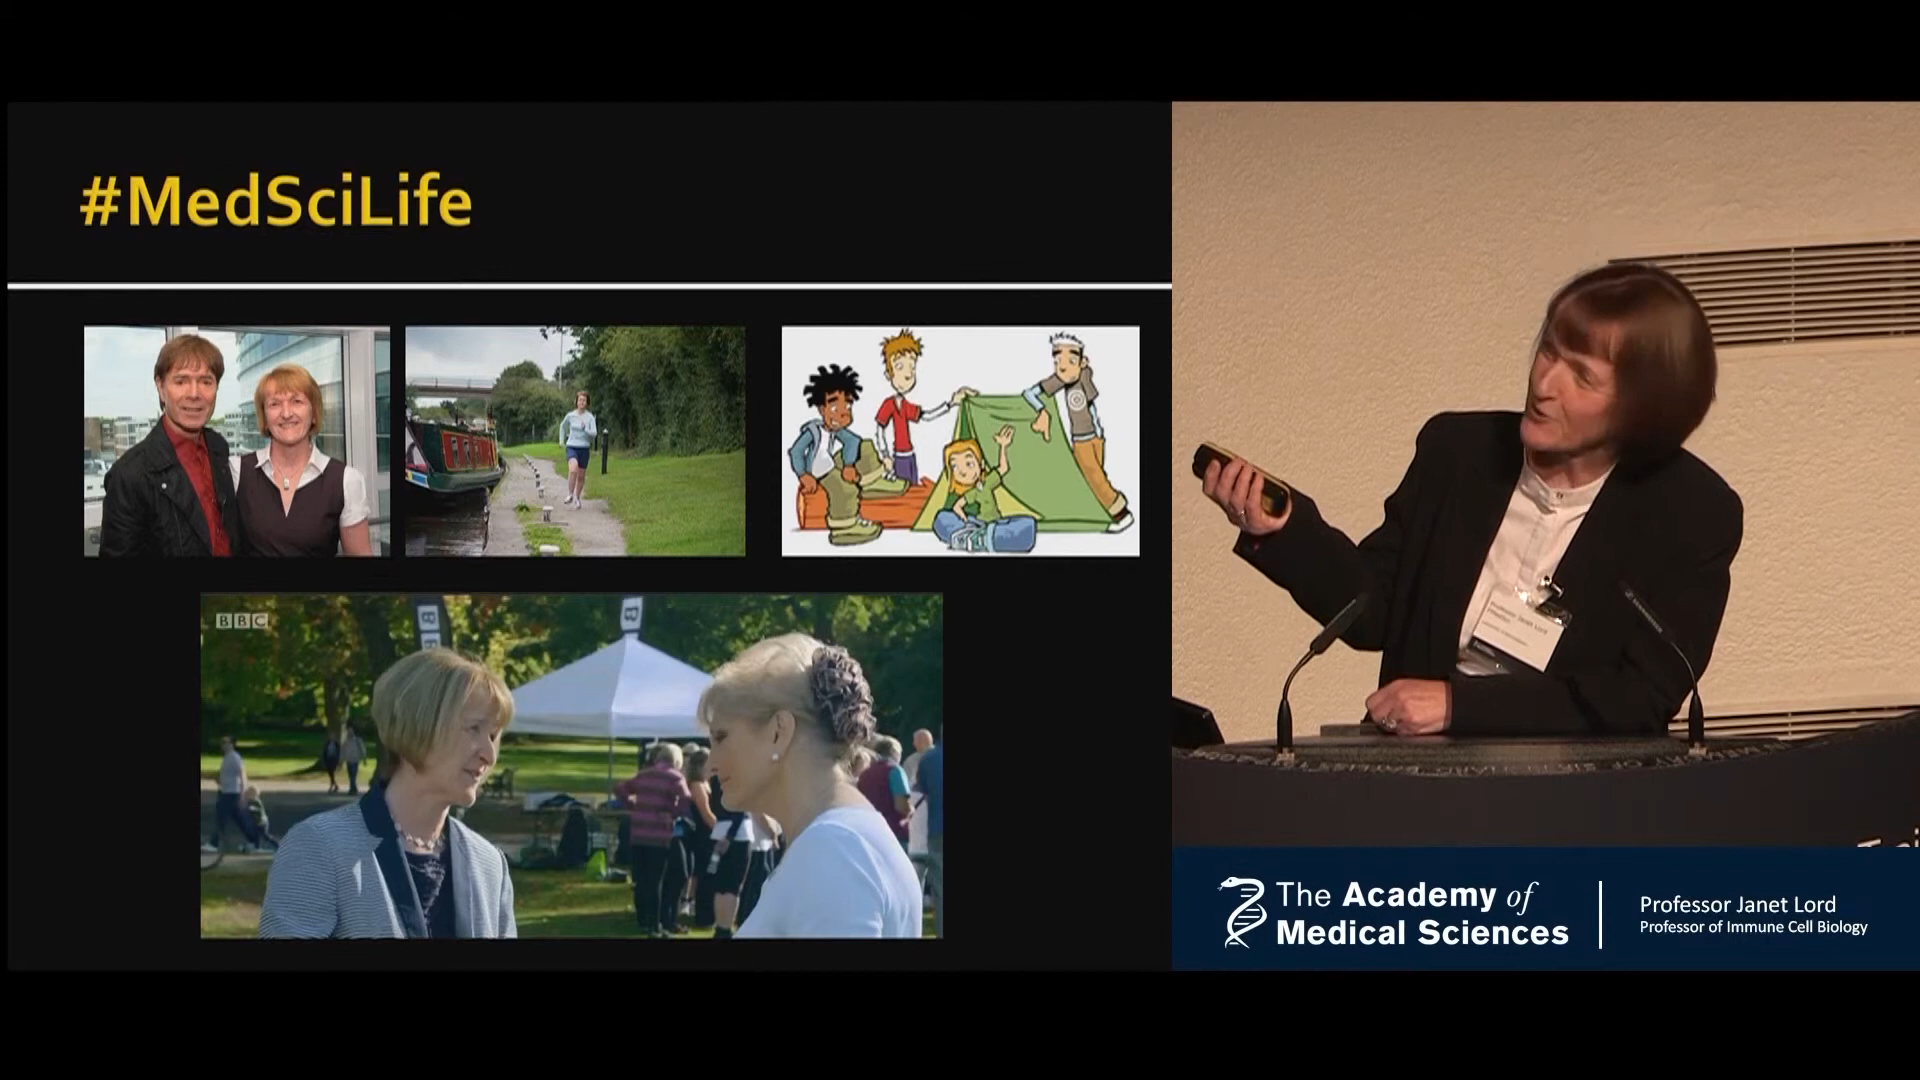 #MedSciLife
BBC
The Academy of
Medical Sciences
Professor Janet Lord
Professor of Immune Cell Biology